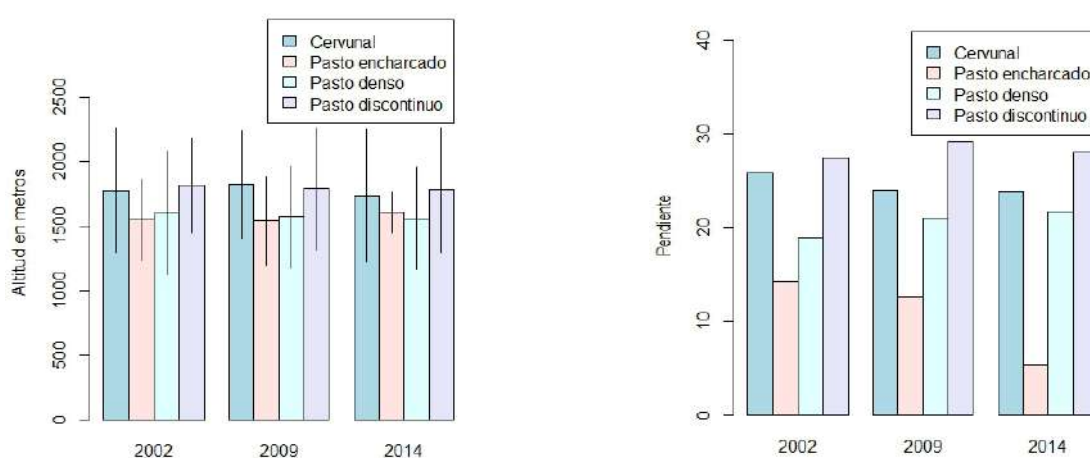 Cervunal
Pasto encharcado
Pasto denso
Pasto discontinuo
Altitud en metros
2500
2000
1500
1000
500
0
2002
2009
2014
Cervunal
Pasto encharcado
Pasto denso
Pasto discontinuo
Pendiente
40
30
20
10
0
2002
2009
2014